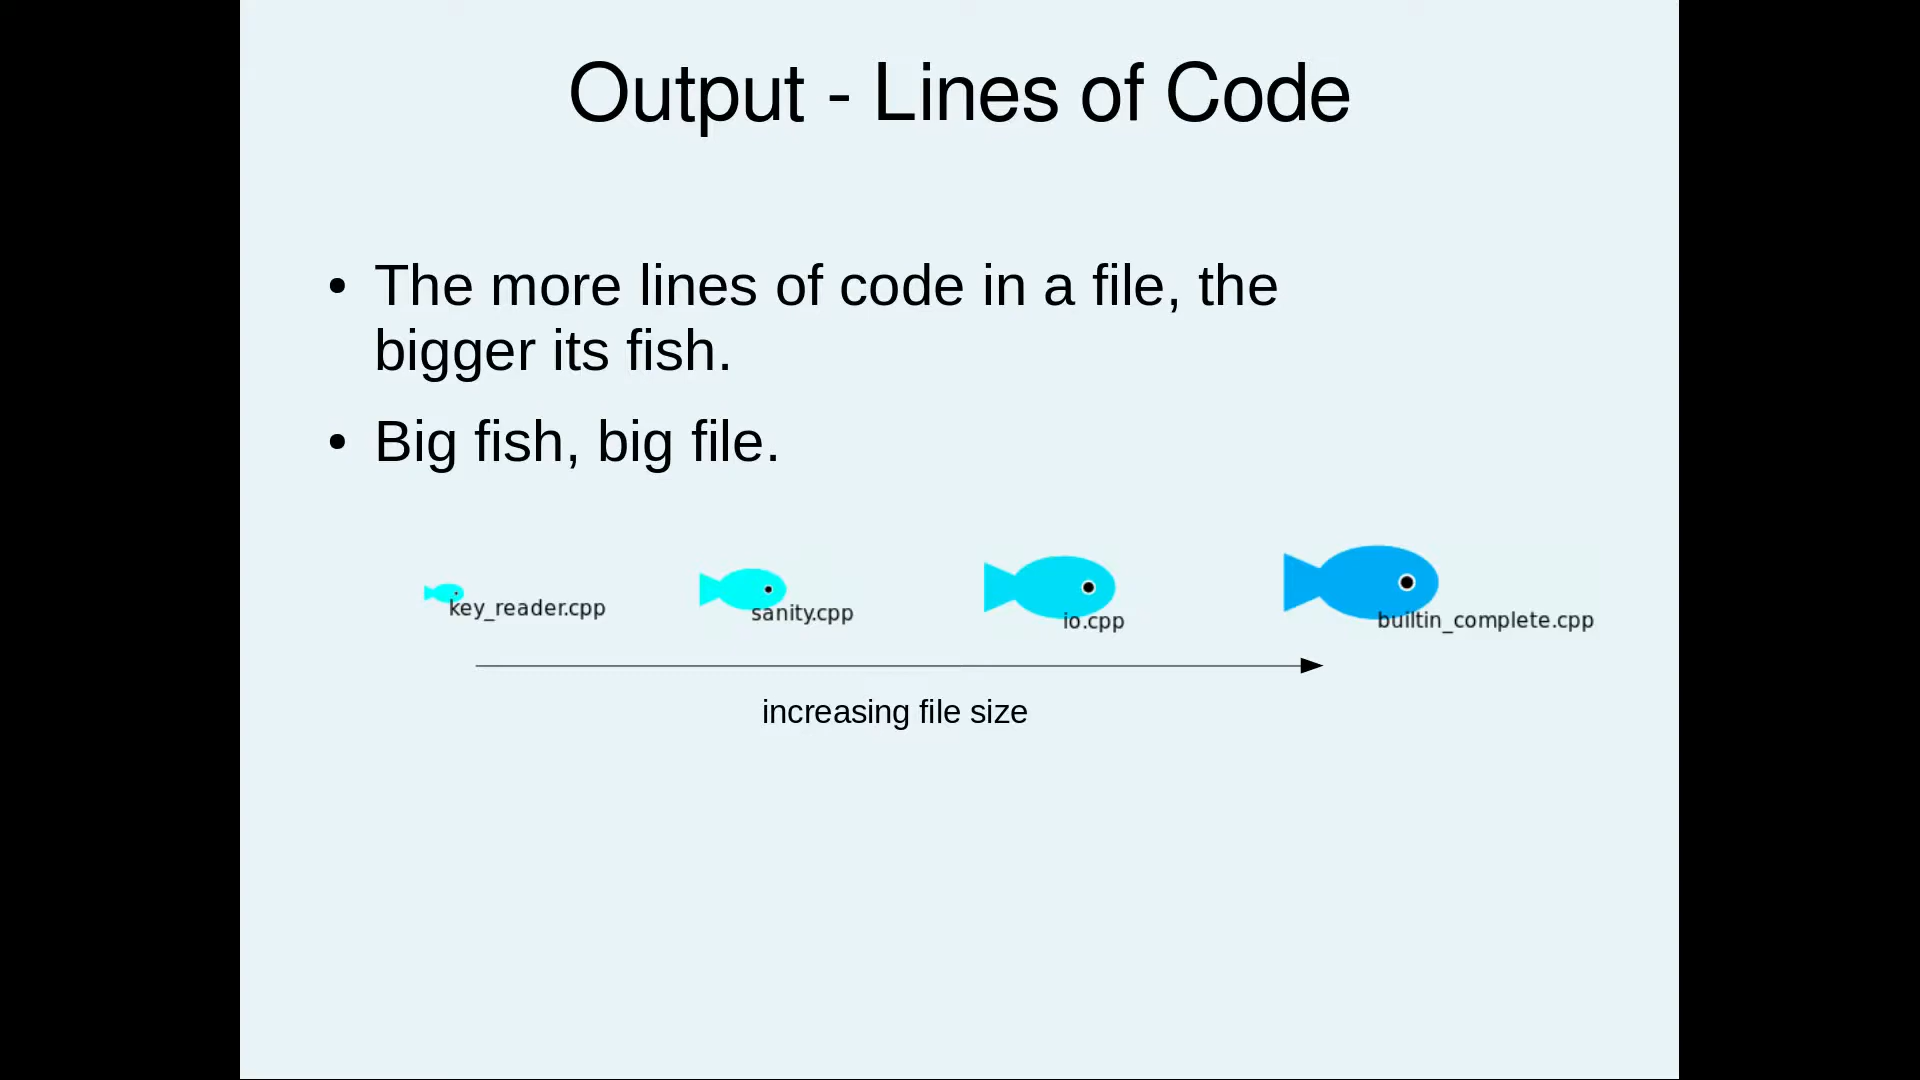 Output - Lines of Code
• The more lines of code in a file, the
bigger its fish.
• Big fish, big file.
key_reader.cpp
sanity.cpp
io.cpp
builtin_complete.cpp
increasing file size